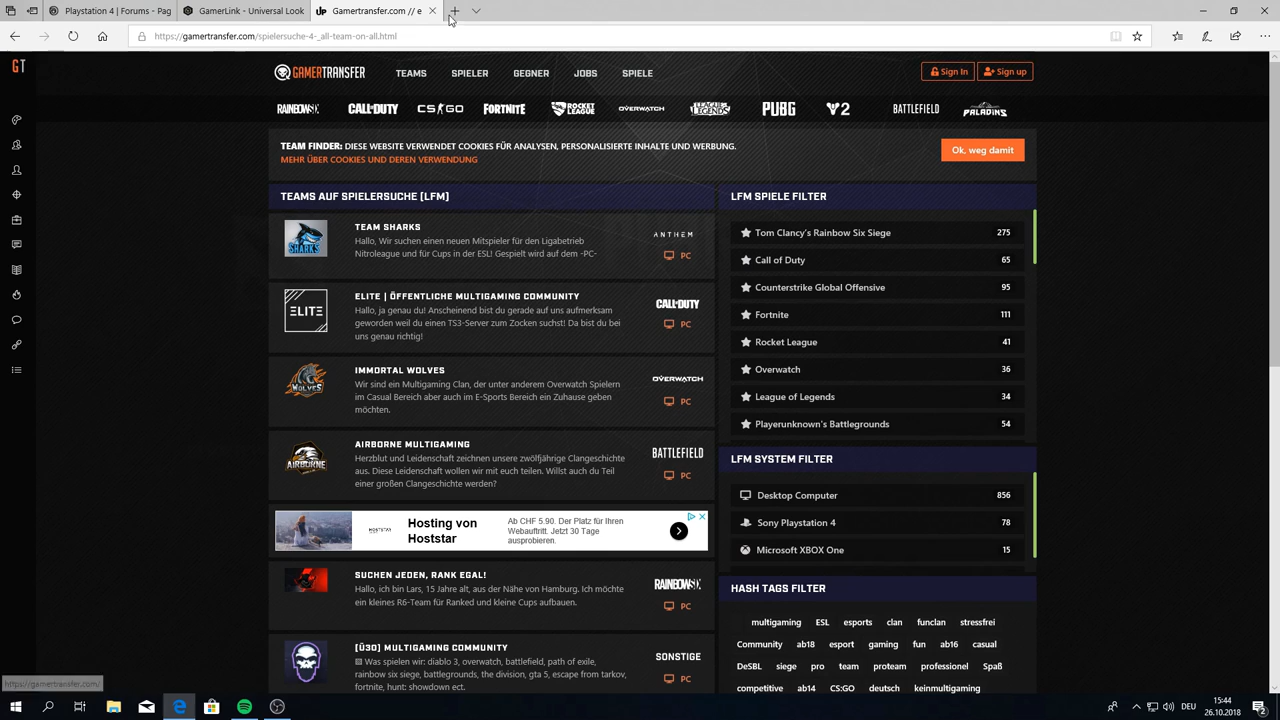 Playstation 4 | Forums - Pag
Gamerlink - Universal Look
Gamertransfer.com // e
https://gamertransfer.com/spielersuche-4-_all-team-on-all.html
GT
GAMERTRANSFER
TEAMS
SPIELER
GEGNER
JOBS
SPIELE
Sign In
Sign up
RAINBOWSIX
CALL OF DUTY
CS GO
FORTNITE
ROCKET LEAGUE
OVERWATCH
LEAGUE LEGENDS
PUBG
2
BATTLEFIELD
PALADINS
TEAM FINDER: DIESE WEBSITE VERWENDET COOKIES FÜR ANALYSEN, PERSONALISIERTE INHALTE UND WERBUNG.
MEHR ÜBER COOKIES UND DEREN VERWENDUNG
Ok, weg damit
TEAMS AUF SPIELERSUCHE [LFM]
SHARKS
TEAM SHARKS
Hallo, Wir suchen einen neuen Mitspieler für den Ligabetrieb
Nitroleague und für Cups in der ESL! Gespielt wird auf dem -PC-
ANTHEM
PC
ELITE
ELITE | ÖFFENTLICHE MULTIGAMING COMMUNITY
Hallo, ja genau du! Anscheinend bist du gerade auf uns aufmerksam
geworden weil du einen TS3-Server zum Zocken suchst! Da bist du bei
uns genau richtig!
CALL OF DUTY
PC
WOLVES
IMMORTAL WOLVES
Wir sind ein Multigaming Clan, der unter anderem Overwatch Spielern
im Casual Bereich aber auch im E-Sports Bereich ein Zuhause geben
möchten.
OVERWATCH
PC
AIRBORNE
AIRBORNE MULTIGAMING
Herzblut und Leidenschaft zeichnen unsere zwölfjährige Clangeschichte
aus. Diese Leidenschaft wollen wir mit euch teilen. Willst auch du Teil
einer großen Clangeschichte werden?
BATTLEFIELD
PC
HOSTSTAR
Hosting von
Hoststar
Ab CHF 5.90. Der Platz für Ihren
Webauftritt. Jetzt 30 Tage
ausprobieren.
SUCHEN JEDEN, RANK EGAL!
Hallo, ich bin Lars, 15 Jahre alt, aus der Nähe von Hamburg. Ich möchte
ein kleines R6-Team für Ranked und kleine Cups aufbauen.
RAINBOWSIX
PC
[Ü30] MULTIGAMING COMMUNITY
Was spielen wir: diablo 3, overwatch, battlefield, path of exile,
rainbow six siege, battlegrounds, the division, gta 5, escape from tarkov,
fortnite, hunt: showdown ect.
SONSTIGE
PC
LFM SPIELE FILTER
Tom Clancy's Rainbow Six Siege 275
Call of Duty 65
Counterstrike Global Offensive 95
Fortnite 111
Rocket League 41
Overwatch 36
League of Legends 34
Playerunknown's Battlegrounds 54
LFM SYSTEM FILTER
Desktop Computer 856
Sony Playstation 4 78
Microsoft XBOX One 15
HASH TAGS FILTER
multigaming ESL esports clan funclan stressfrei
Community ab18 esport gaming fun ab16 casual
DeSBL siege pro team proteam professionel Spaß
competitive ab14 CS:GO deutsch keinmultigaming
https://gamertransfer.com/
DEU
15:44
26.10.2018
2